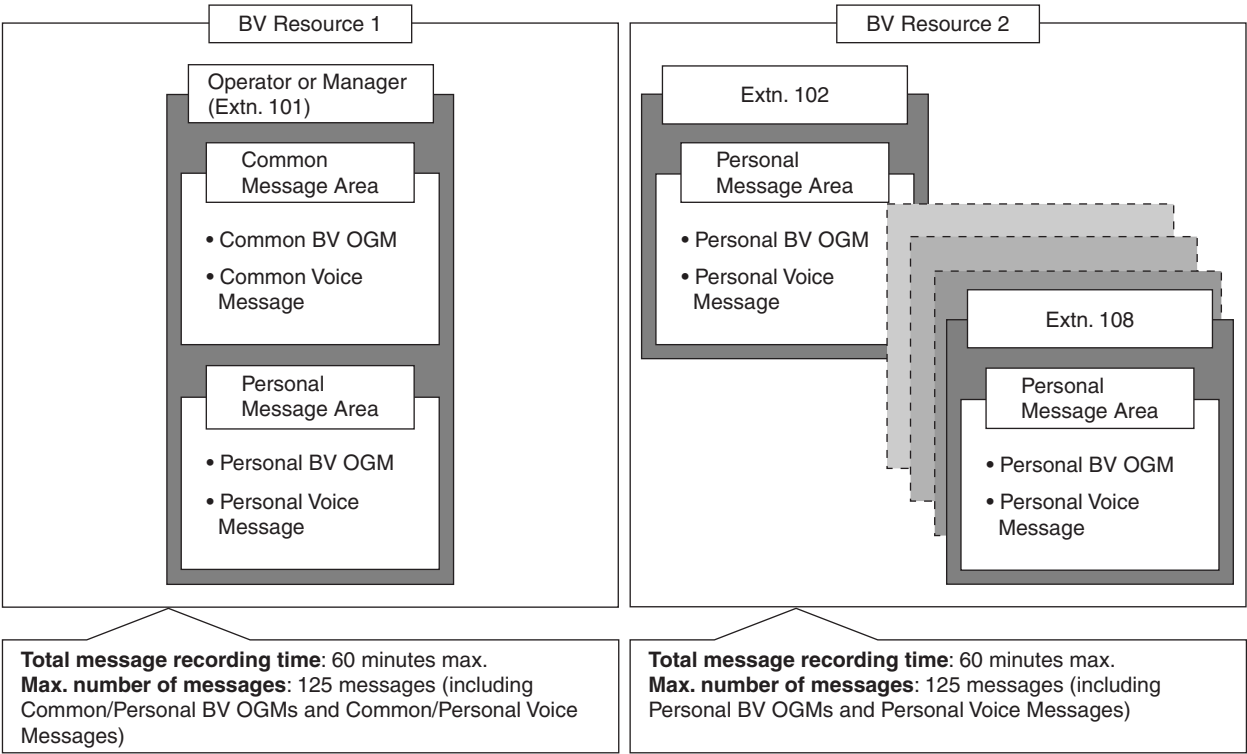 BV Resource 1
Operator or Manager
(Extn. 101)
Common
Message Area
• Common BV OGM
• Common Voice
Message
Personal
Message Area
• Personal BV OGM
• Personal Voice
Message
Total message recording time: 60 minutes max.
Max. number of messages: 125 messages (including
Common/Personal BV OGMs and Common/Personal Voice
Messages)
BV Resource 2
Extn. 102
Personal
Message Area
• Personal BV OGM
• Personal Voice
Message
Extn. 108
Personal
Message Area
• Personal BV OGM
• Personal Voice
Message
Total message recording time: 60 minutes max.
Max. number of messages: 125 messages (including
Personal BV OGMs and Personal Voice Messages)